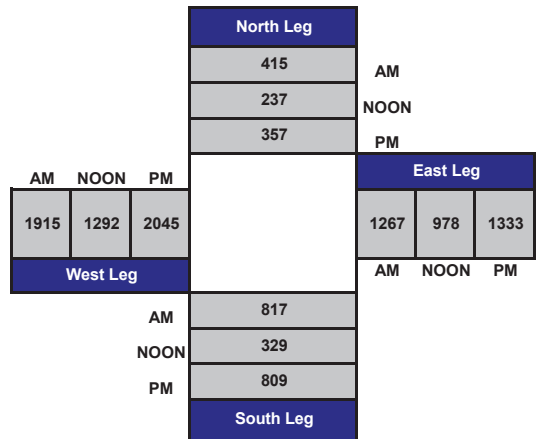 North Leg
415
AM
237
NOON
357
PM
East Leg
AM NOON PM
1915 1292 2045
1267 978 1333
West Leg
AM NOON PM
817
AM
329
NOON
809
PM
South Leg